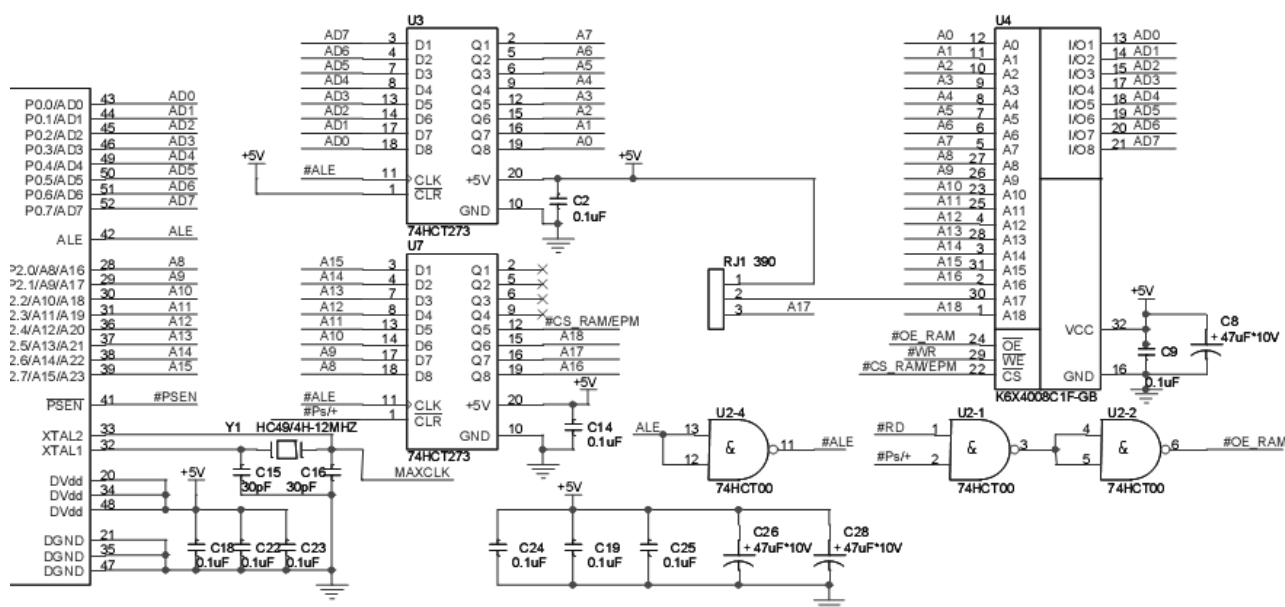 P0.0/AD0 43 AD0
P0.1/AD1 44 AD1
P0.2/AD2 45 AD2
P0.3/AD3 46 AD3
P0.4/AD4 49 AD4
P0.5/AD5 50 AD5
P0.6/AD6 51 AD6
P0.7/AD7 52 AD7
ALE 42 ALE
P2.0/A8/A16 28 A8
P2.1/A9/A17 29 A9
2.2/A10/A18 30 A10
2.3/A11/A19 31 A11
2.4/A12/A20 36 A12
2.5/A13/A21 37 A13
2.6/A14/A22 38 A14
2.7/A15/A23 39 A15
PSEN 41 #PSEN
XTAL2 33
XTAL1 32
DVdd 20
DVdd 34
DVdd 48
DGND 21
DGND 35
DGND 47
Y1 HC49/4H-12MHZ
C15 30pF
C16 30pF
MAXCLK
+5V
C18 0.1uF
C22 0.1uF
C23 0.1uF
U3
AD7 3 D1 Q1 2 A7
AD6 4 D2 Q2 5 A6
AD5 7 D3 Q3 6 A5
AD4 8 D4 Q4 9 A4
AD3 13 D5 Q5 12 A3
AD2 14 D6 Q6 15 A2
AD1 17 D7 Q7 16 A1
AD0 18 D8 Q8 19 A0
+5V
#ALE 11 CLK +5V 20
1 CLR
GND 10
74HCT273
+5V
C2
0.1uF
U7
A15 3 D1 Q1 2
A14 4 D2 Q2 5
A13 7 D3 Q3 6
A12 8 D4 Q4 9
A11 13 D5 Q5 12 #CS_RAM/EPM
A10 14 D6 Q6 15 A18
A9 17 D7 Q7 16 A17
A8 18 D8 Q8 19 A16
#ALE 11 CLK +5V 20
#Ps/+ 1 CLR
GND 10
74HCT273
+5V
C14
0.1uF
RJ1 390
1
2
3 A17
U4
A0 12 A0 I/O1 13 AD0
A1 11 A1 I/O2 14 AD1
A2 10 A2 I/O3 15 AD2
A3 9 A3 I/O4 17 AD3
A4 8 A4 I/O5 18 AD4
A5 7 A5 I/O6 19 AD5
A6 6 A6 I/O7 20 AD6
A7 5 A7 I/O8 21 AD7
A8 27 A8
A9 26 A9
A10 23 A10
A11 25 A11
A12 4 A12
A13 28 A13
A14 3 A14
A15 31 A15
A16 2 A16
30 A17
A18 1 A18
#OE_RAM 24 OE
#WR 29 WE
#CS_RAM/EPM 22 CS
VCC 32
GND 16
K6X4008C1F-GB
+5V
C9
0.1uF
C8
+ 47uF*10V
U2-4
ALE 13
12
&
11 #ALE
74HCT00
U2-1
#RD 1
#Ps/+ 2
&
3
74HCT00
U2-2
4
5
&
6 #OE_RAM
74HCT00
+5V
C24 0.1uF
C19 0.1uF
C25 0.1uF
C26
+ 47uF*10V
C28
+ 47uF*10V